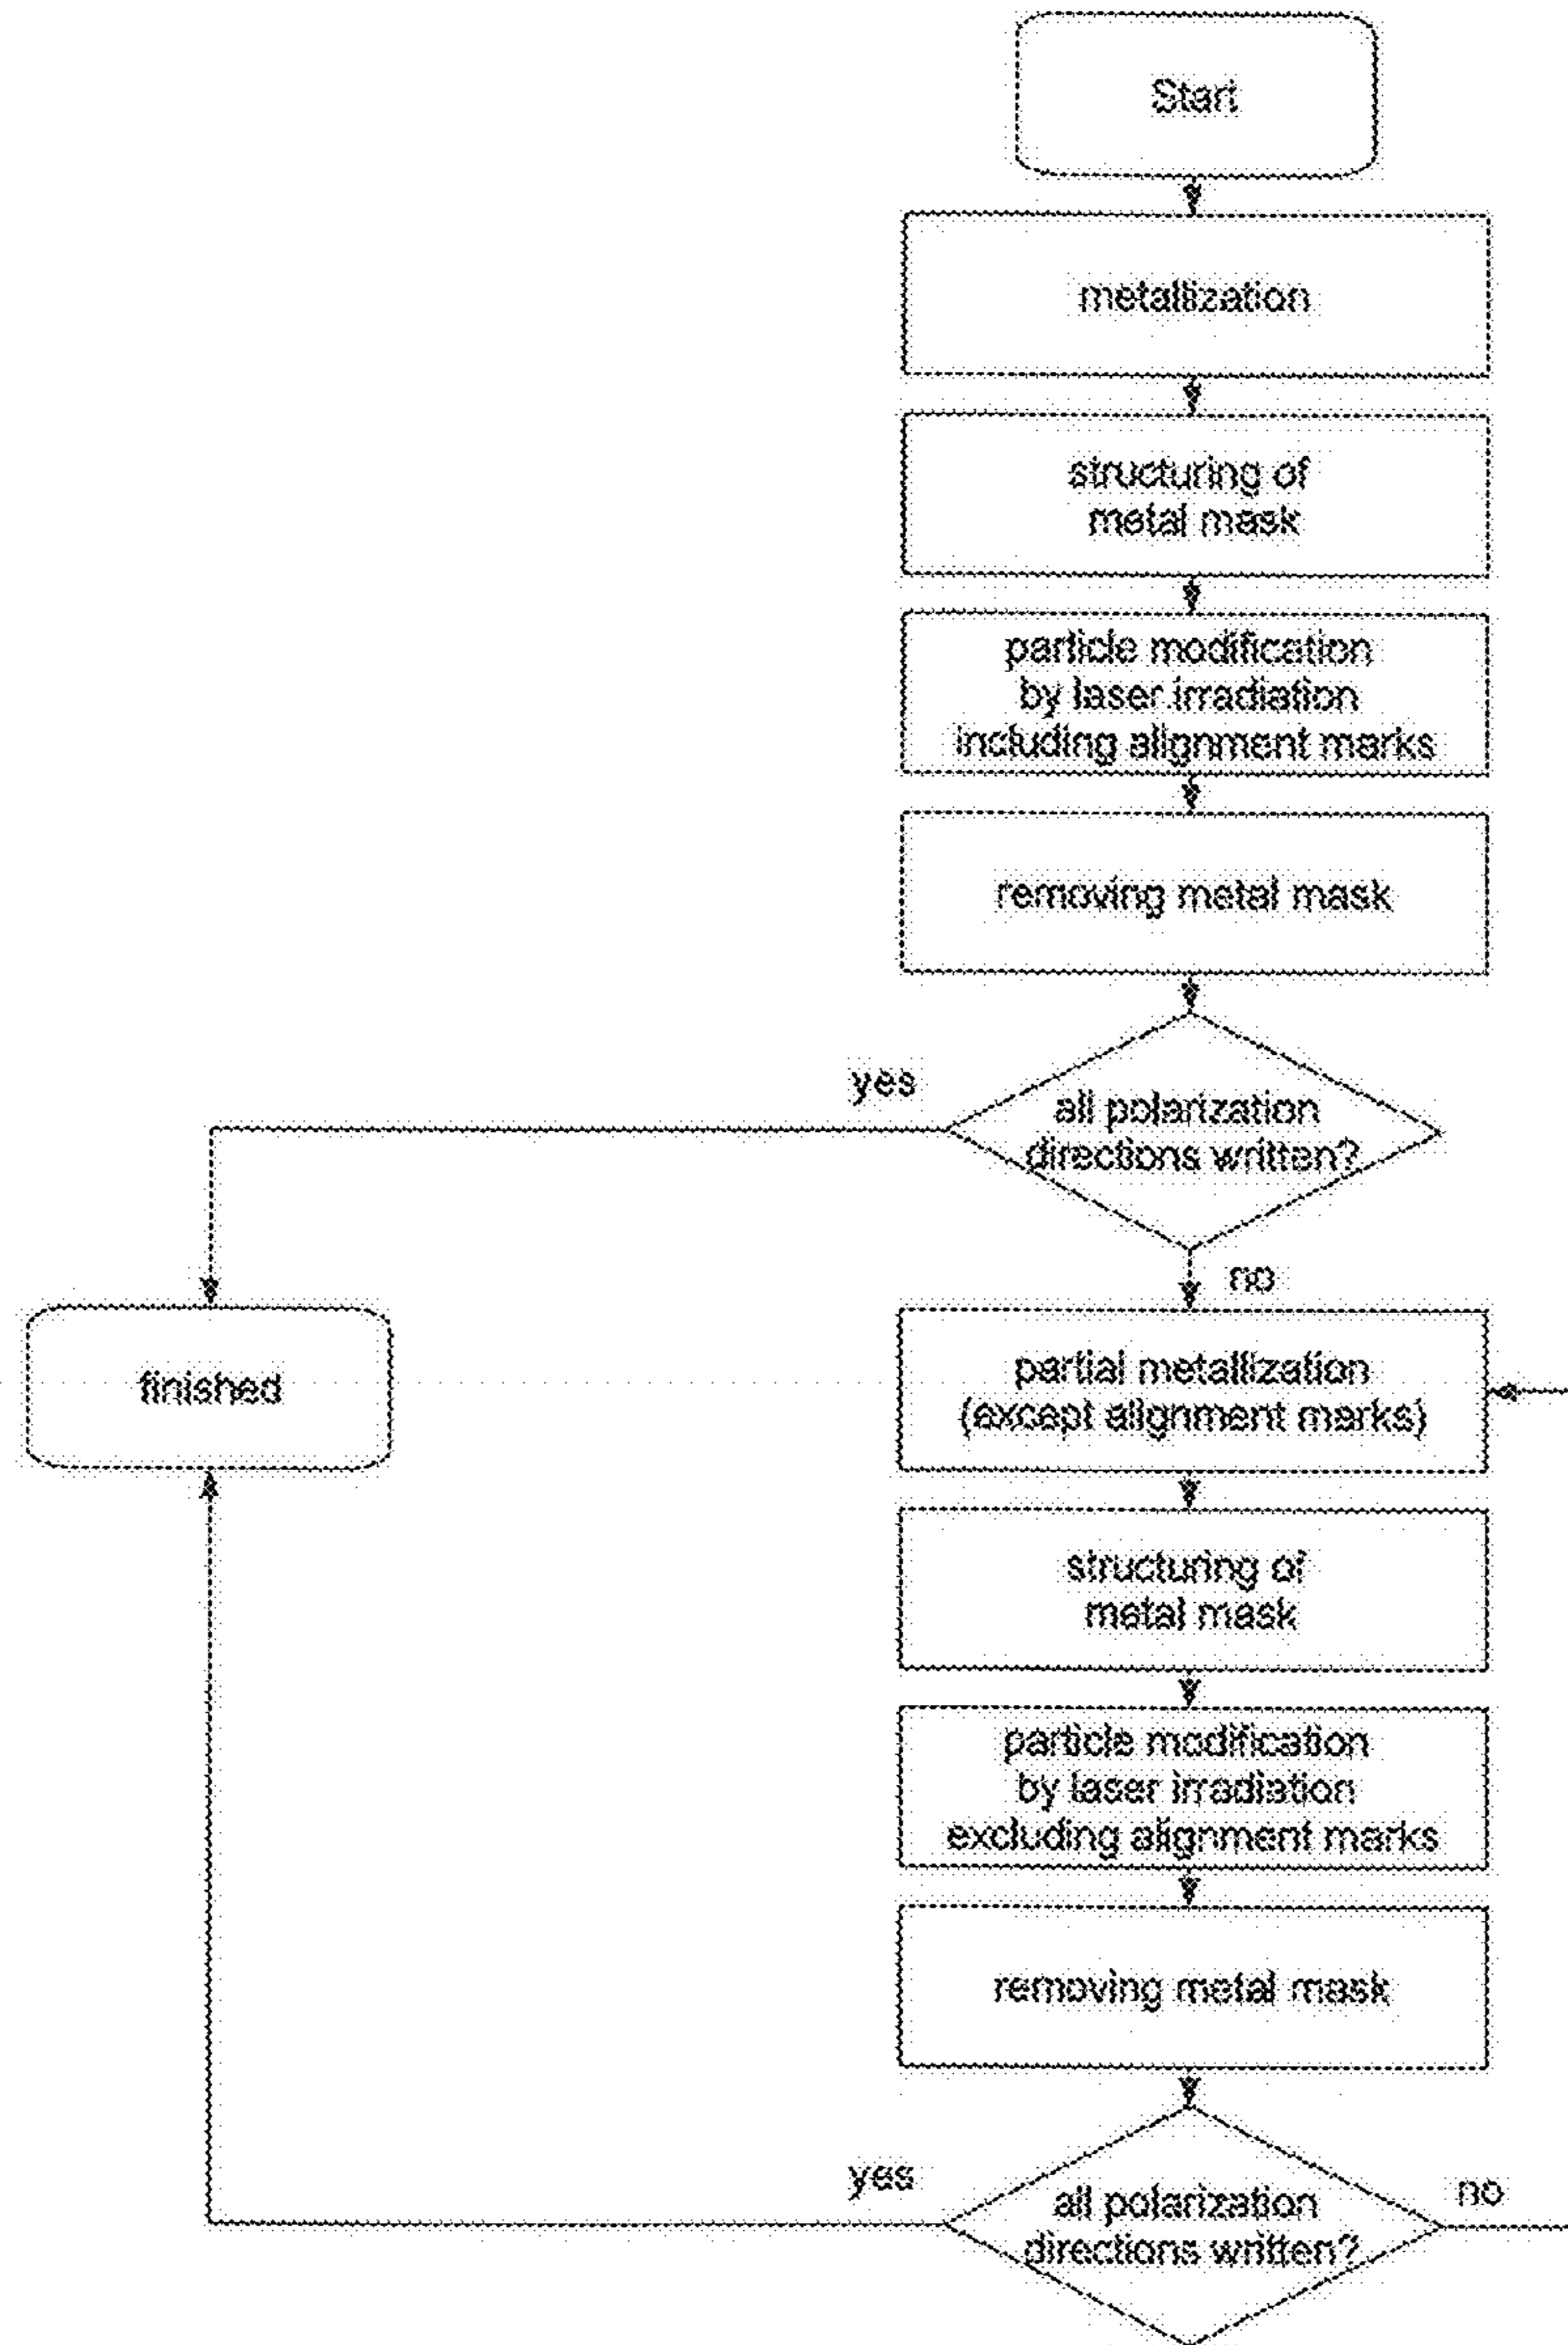 Start
metallization
structuring of
metal mask
particle modification
by laser irradiation
including alignment marks
removing metal mask
yes
all polarization
directions written?
no
finished
partial metallization
(except alignment marks)
structuring of
metal mask
particle modification
by laser irradiation
excluding alignment marks
removing metal mask
yes
all polarization
directions written?
no